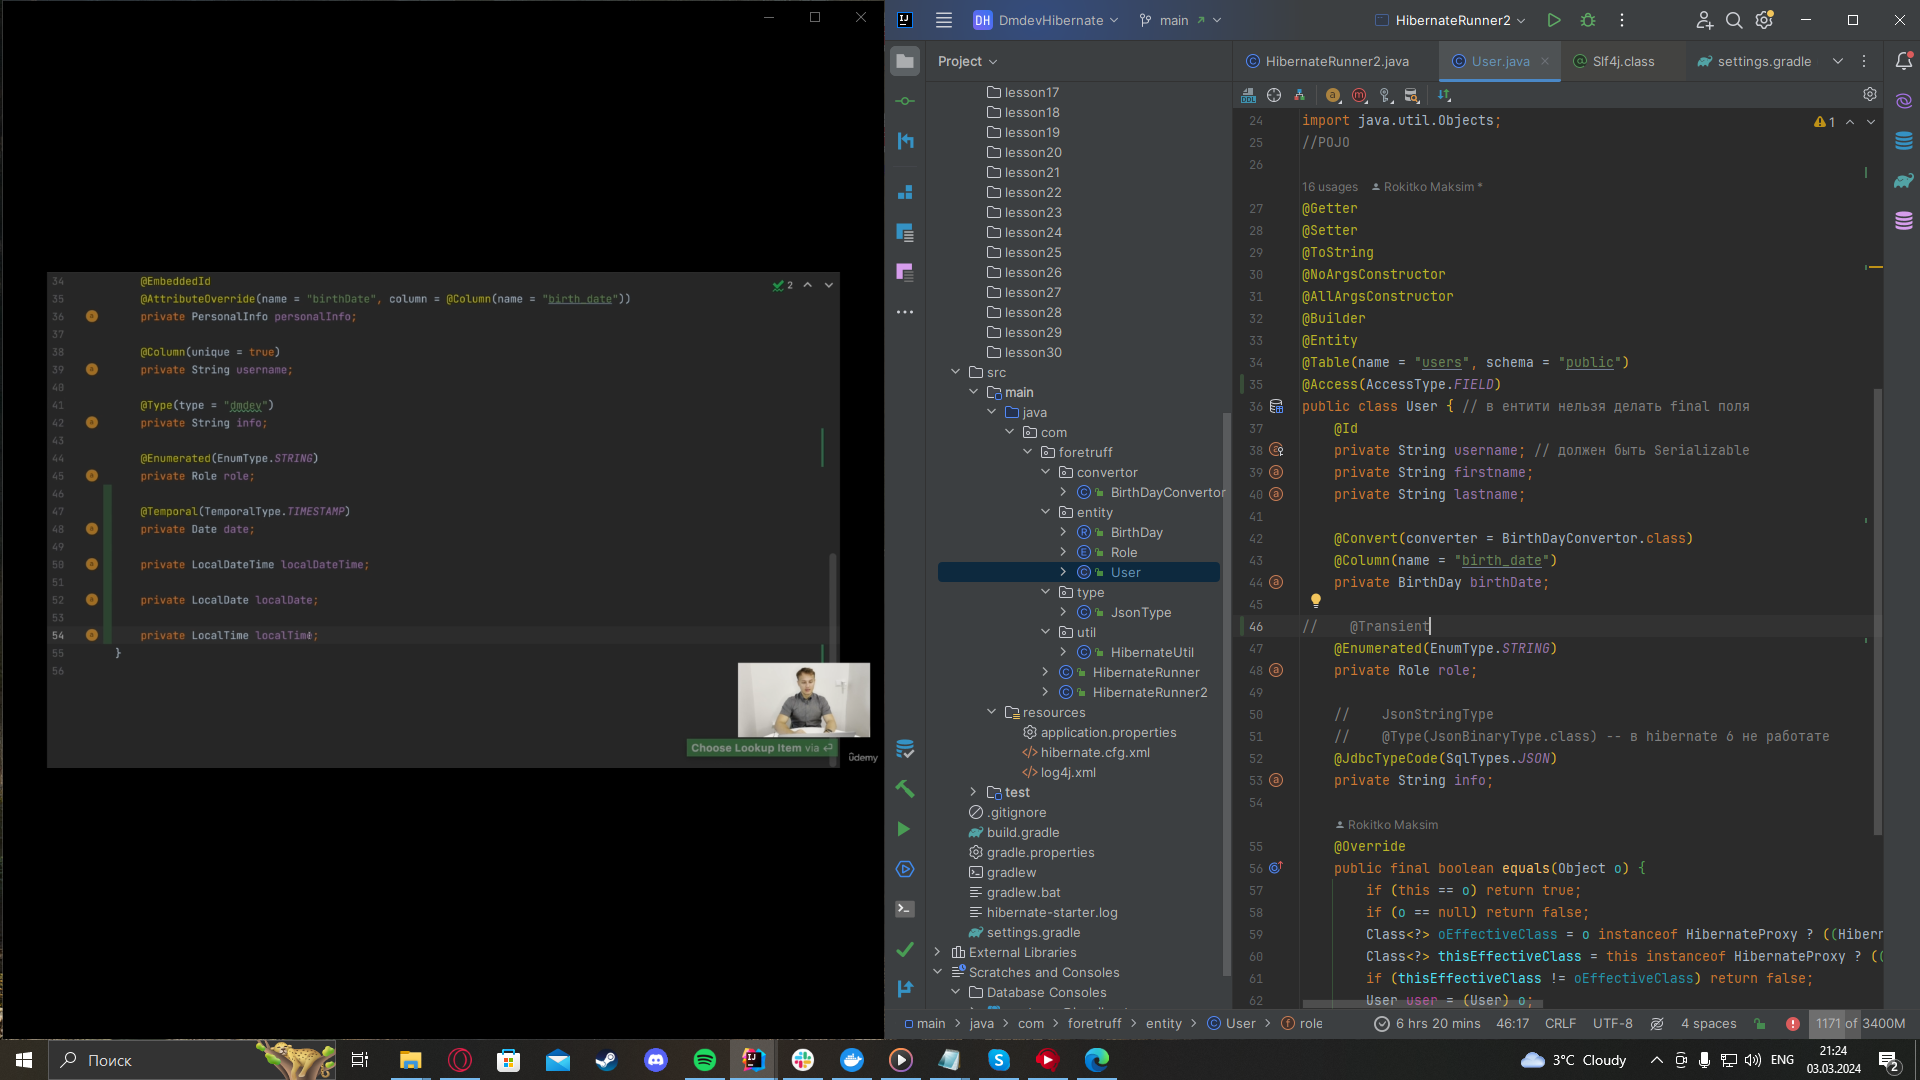 34 @EmbeddedId
35 @AttributeOverride(name = "birthDate", column = @Column(name = "birth_date"))
36 private PersonalInfo personalInfo;
37
38 @Column(unique = true)
39 private String username;
40
41 @Type(type = "dmdev")
42 private String info;
43
44 @Enumerated(EnumType.STRING)
45 private Role role;
46
47 @Temporal(TemporalType.TIMESTAMP)
48 private Date date;
49
50 private LocalDateTime localDateTime;
51
52 private LocalDate localDate;
53
54 private LocalTime localTime;
55 }
56
2
Choose Lookup Item via ⏎
ûdemy
DH DmdevHibernate main HibernateRunner2
Project
lesson17
lesson18
lesson19
lesson20
lesson21
lesson22
lesson23
lesson24
lesson25
lesson26
lesson27
lesson28
lesson29
lesson30
src
main
java
com
foretruff
convertor
BirthDayConvertor
entity
BirthDay
Role
User
type
JsonType
util
HibernateUtil
HibernateRunner
HibernateRunner2
resources
application.properties
hibernate.cfg.xml
log4j.xml
test
.gitignore
build.gradle
gradle.properties
gradlew
gradlew.bat
hibernate-starter.log
settings.gradle
External Libraries
Scratches and Consoles
Database Consoles
HibernateRunner2.java User.java Slf4j.class settings.gradle
1
24 import java.util.Objects;
25 //POJO
26
16 usages Rokitko Maksim *
27 @Getter
28 @Setter
29 @ToString
30 @NoArgsConstructor
31 @AllArgsConstructor
32 @Builder
33 @Entity
34 @Table(name = "users", schema = "public")
35 @Access(AccessType.FIELD)
36 public class User { // в ентити нельзя делать final поля
37 @Id
38 private String username; // должен быть Serializable
39 private String firstname;
40 private String lastname;
41
42 @Convert(converter = BirthDayConvertor.class)
43 @Column(name = "birth_date")
44 private BirthDay birthDate;
45
46 // @Transient
47 @Enumerated(EnumType.STRING)
48 private Role role;
49
50 // JsonStringType
51 // @Type(JsonBinaryType.class) -- в hibernate 6 не работате
52 @JdbcTypeCode(SqlTypes.JSON)
53 private String info;
54
Rokitko Maksim
55 @Override
56 public final boolean equals(Object o) {
57 if (this == o) return true;
58 if (o == null) return false;
59 Class<?> oEffectiveClass = o instanceof HibernateProxy ? ((Hibern
60 Class<?> thisEffectiveClass = this instanceof HibernateProxy ? ((
61 if (thisEffectiveClass != oEffectiveClass) return false;
62 User user = (User) o;
main > java > com > foretruff > entity > User > role
6 hrs 20 mins 46:17 CRLF UTF-8 4 spaces 1171 of 3400M
Поиск
3°C Cloudy ENG
21:24
03.03.2024
2